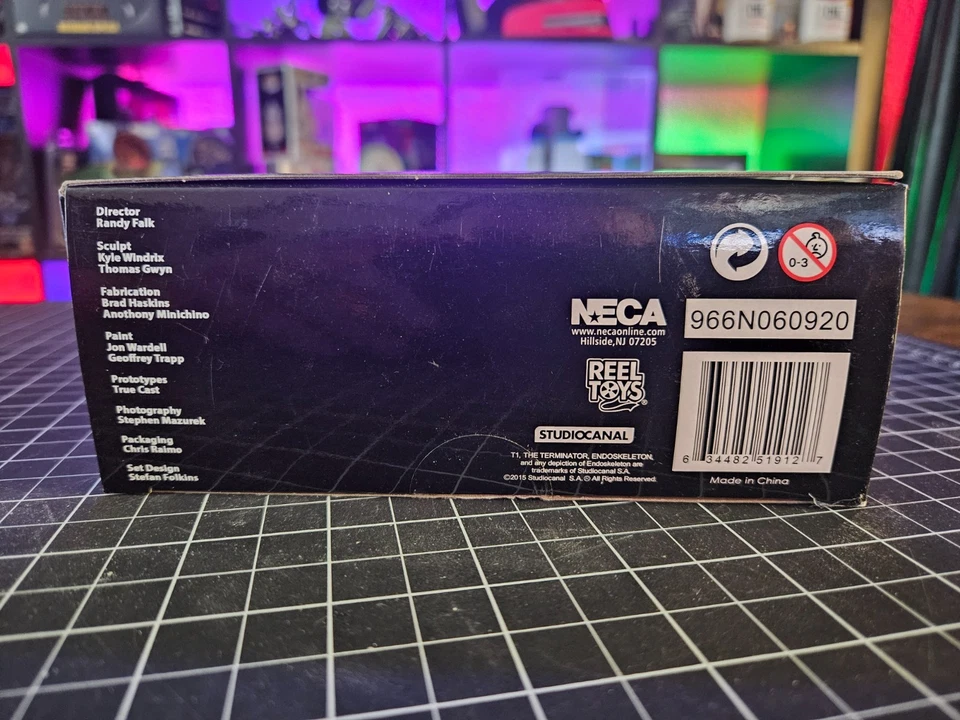 Director
Randy Falk
Sculpt
Kyle Windrix
Thomas Gwyn
Fabrication
Brad Haskins
Anothony Minichino
Paint
Jon Wardell
Geoffrey Trapp
Prototypes
True Cast
Photography
Stephen Mazurek
Packaging
Chris Raimo
Set Design
Stefan Folkins
0-3
NECA
www.necaonline.com
Hillside,NJ 07205
966N060920
REEL
TOYS®
STUDIOCANAL
T1, THE TERMINATOR, ENDOSKELETON,
and any depiction of Endoskeleton are
trademarks of Studiocanal S.A.
©2015 Studiocanal S.A.® All Rights Reserved.
6 34482 51912 7
Made in China